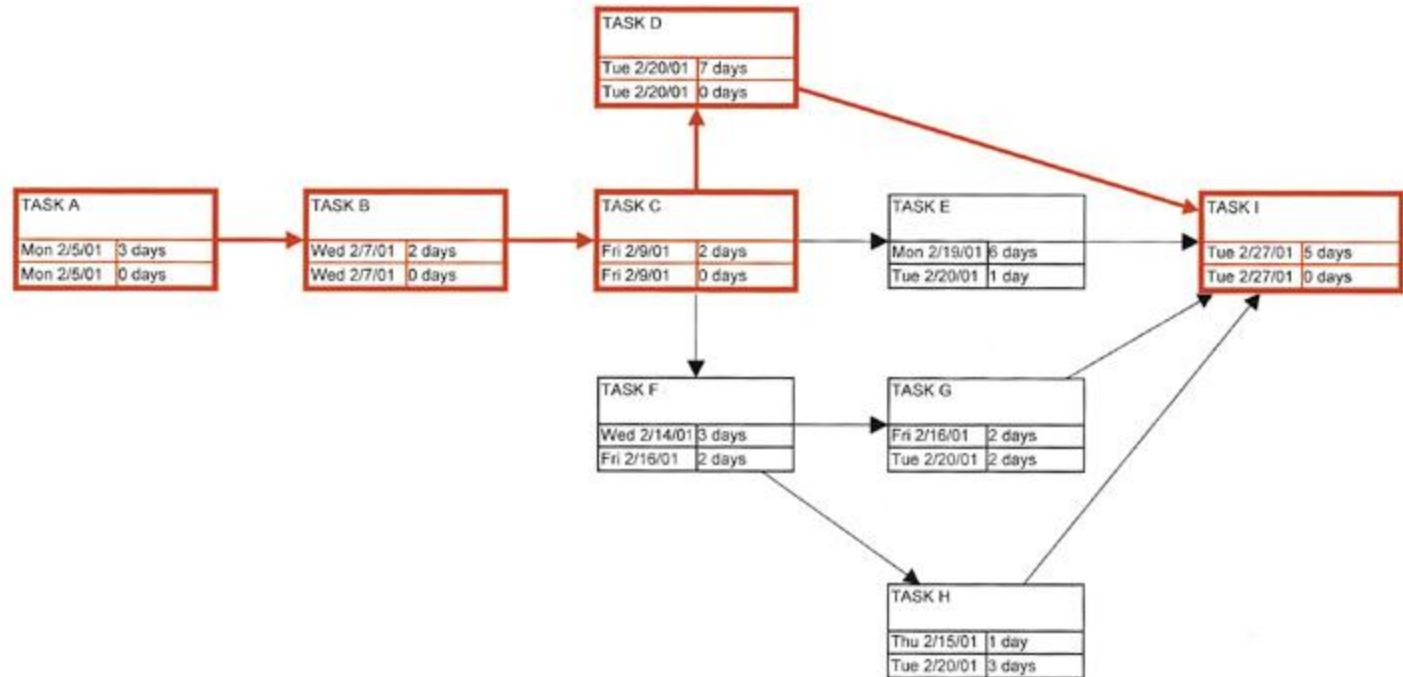 TASK D
Tue 2/20/01 7 days
Tue 2/20/01 0 days
TASK A
Mon 2/5/01 3 days
Mon 2/5/01 0 days
TASK B
Wed 2/7/01 2 days
Wed 2/7/01 0 days
TASK C
Fri 2/9/01 2 days
Fri 2/9/01 0 days
TASK E
Mon 2/19/01 6 days
Tue 2/20/01 1 day
TASK I
Tue 2/27/01 5 days
Tue 2/27/01 0 days
TASK F
Wed 2/14/01 3 days
Fri 2/16/01 2 days
TASK G
Fri 2/16/01 2 days
Tue 2/20/01 2 days
TASK H
Thu 2/15/01 1 day
Tue 2/20/01 3 days